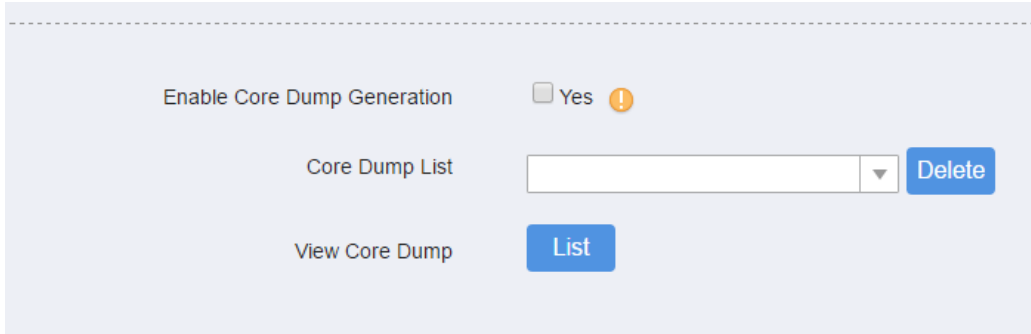 Enable Core Dump Generation Yes
Core Dump List Delete
View Core Dump List